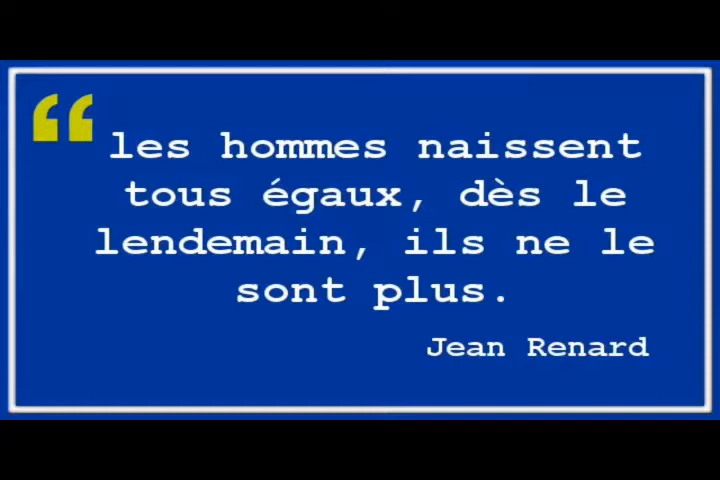 “ les hommes naissent
tous égaux, dès le
lendemain, ils ne le
sont plus.
Jean Renard